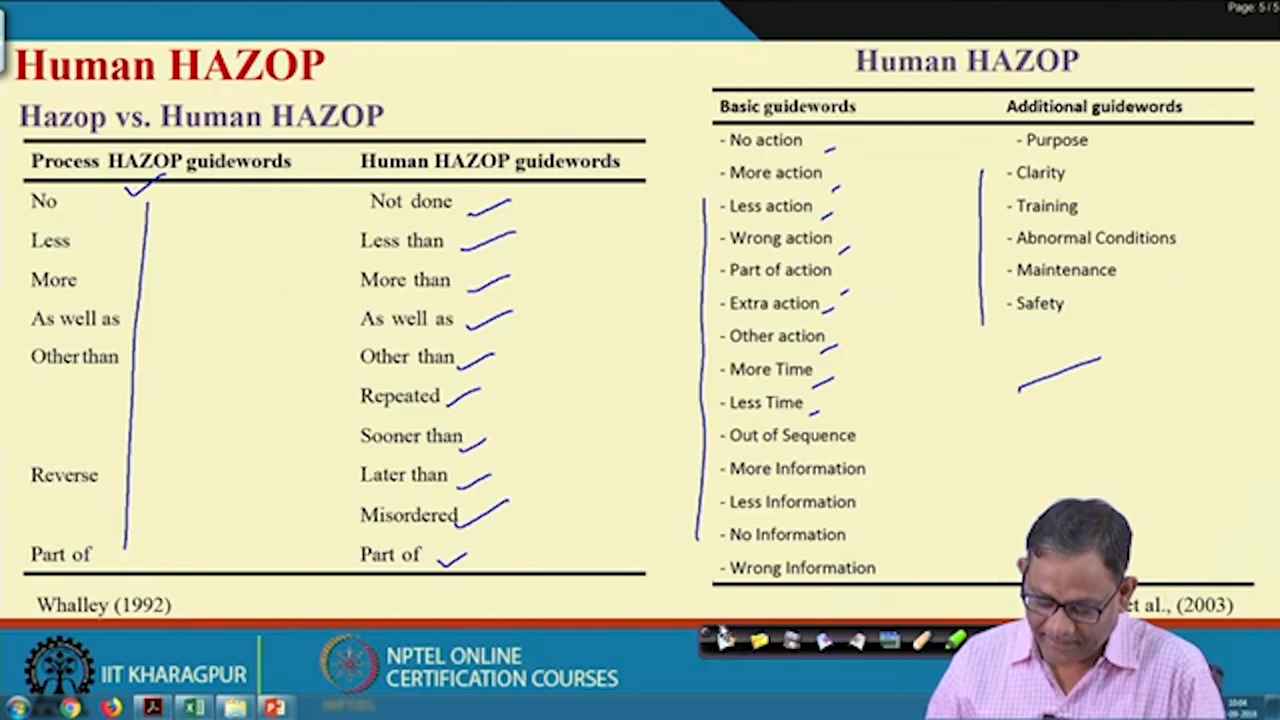 Page: 5 / 5
Human HAZOP
Hazop vs. Human HAZOP
Process HAZOP guidewords Human HAZOP guidewords
No Not done
Less Less than
More More than
As well as As well as
Other than Other than
Repeated
Sooner than
Reverse Later than
Misordered
Part of Part of
Whalley (1992)
Human HAZOP
Basic guidewords Additional guidewords
- No action - Purpose
- More action - Clarity
- Less action - Training
- Wrong action - Abnormal Conditions
- Part of action - Maintenance
- Extra action - Safety
- Other action
- More Time
- Less Time
- Out of Sequence
- More Information
- Less Information
- No Information
- Wrong Information
et al., (2003)
IIT KHARAGPUR
NPTEL ONLINE
CERTIFICATION COURSES
NPTEL
10:04